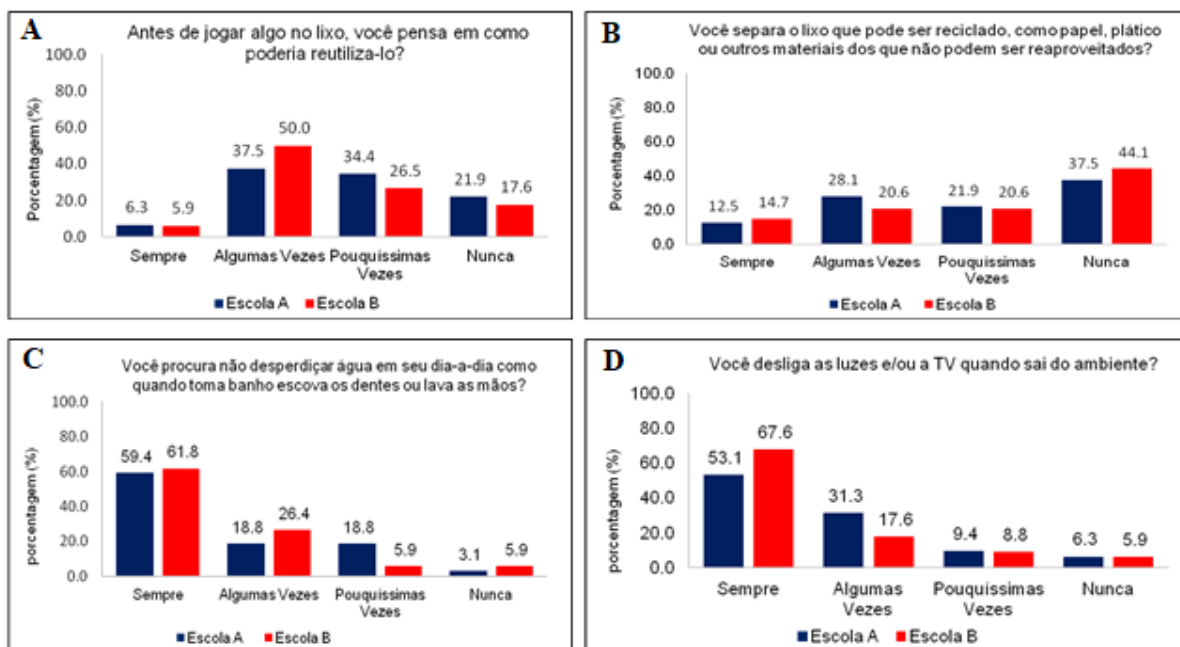 A
Antes de jogar algo no lixo, você pensa em como
poderia reutiliza-lo?
Porcentagem (%)
100.0
80.0
60.0
40.0
20.0
0.0
6.3
5.9
37.5
50.0
34.4
26.5
21.9
17.6
Sempre
Algumas Vezes
Pouquíssimas
Vezes
Nunca
Escola A
Escola B
B
Você separa o lixo que pode ser reciclado, como papel, plático
ou outros materiais dos que não podem ser reaproveitados?
Porcentagem (%)
100.0
80.0
60.0
40.0
20.0
0.0
12.5
14.7
28.1
20.6
21.9
20.6
37.5
44.1
Sempre
Algumas Vezes
Pouquíssimas
Vezes
Nunca
Escola A
Escola B
C
Você procura não desperdiçar água em seu dia-a-dia como
quando toma banho escova os dentes ou lava as mãos?
porcentagem (%)
100.0
80.0
60.0
40.0
20.0
0.0
59.4
61.8
18.8
26.4
18.8
5.9
3.1
5.9
Sempre
Algumas Vezes
Pouquíssimas
Vezes
Nunca
Escola A
Escola B
D
Você desliga as luzes e/ou a TV quando sai do ambiente?
porcentagem (%)
100.0
80.0
60.0
40.0
20.0
0.0
53.1
67.6
31.3
17.6
9.4
8.8
6.3
5.9
Sempre
Algumas
Vezes
Pouquíssimas
Vezes
Nunca
Escola A
Escola B